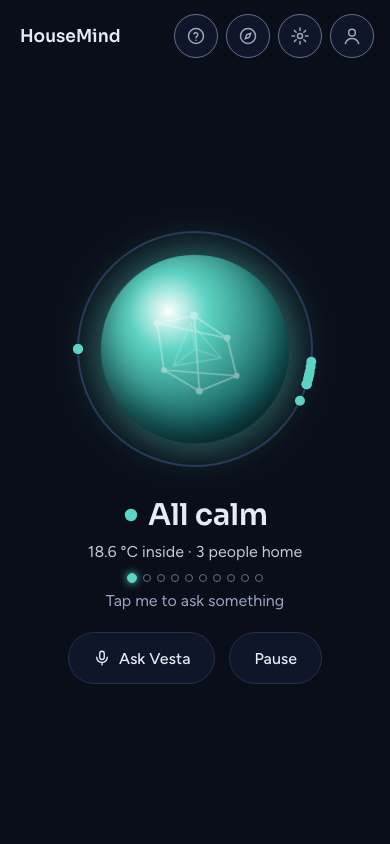 HouseMind
All calm
18.6 °C inside · 3 people home
Tap me to ask something
Ask Vesta
Pause